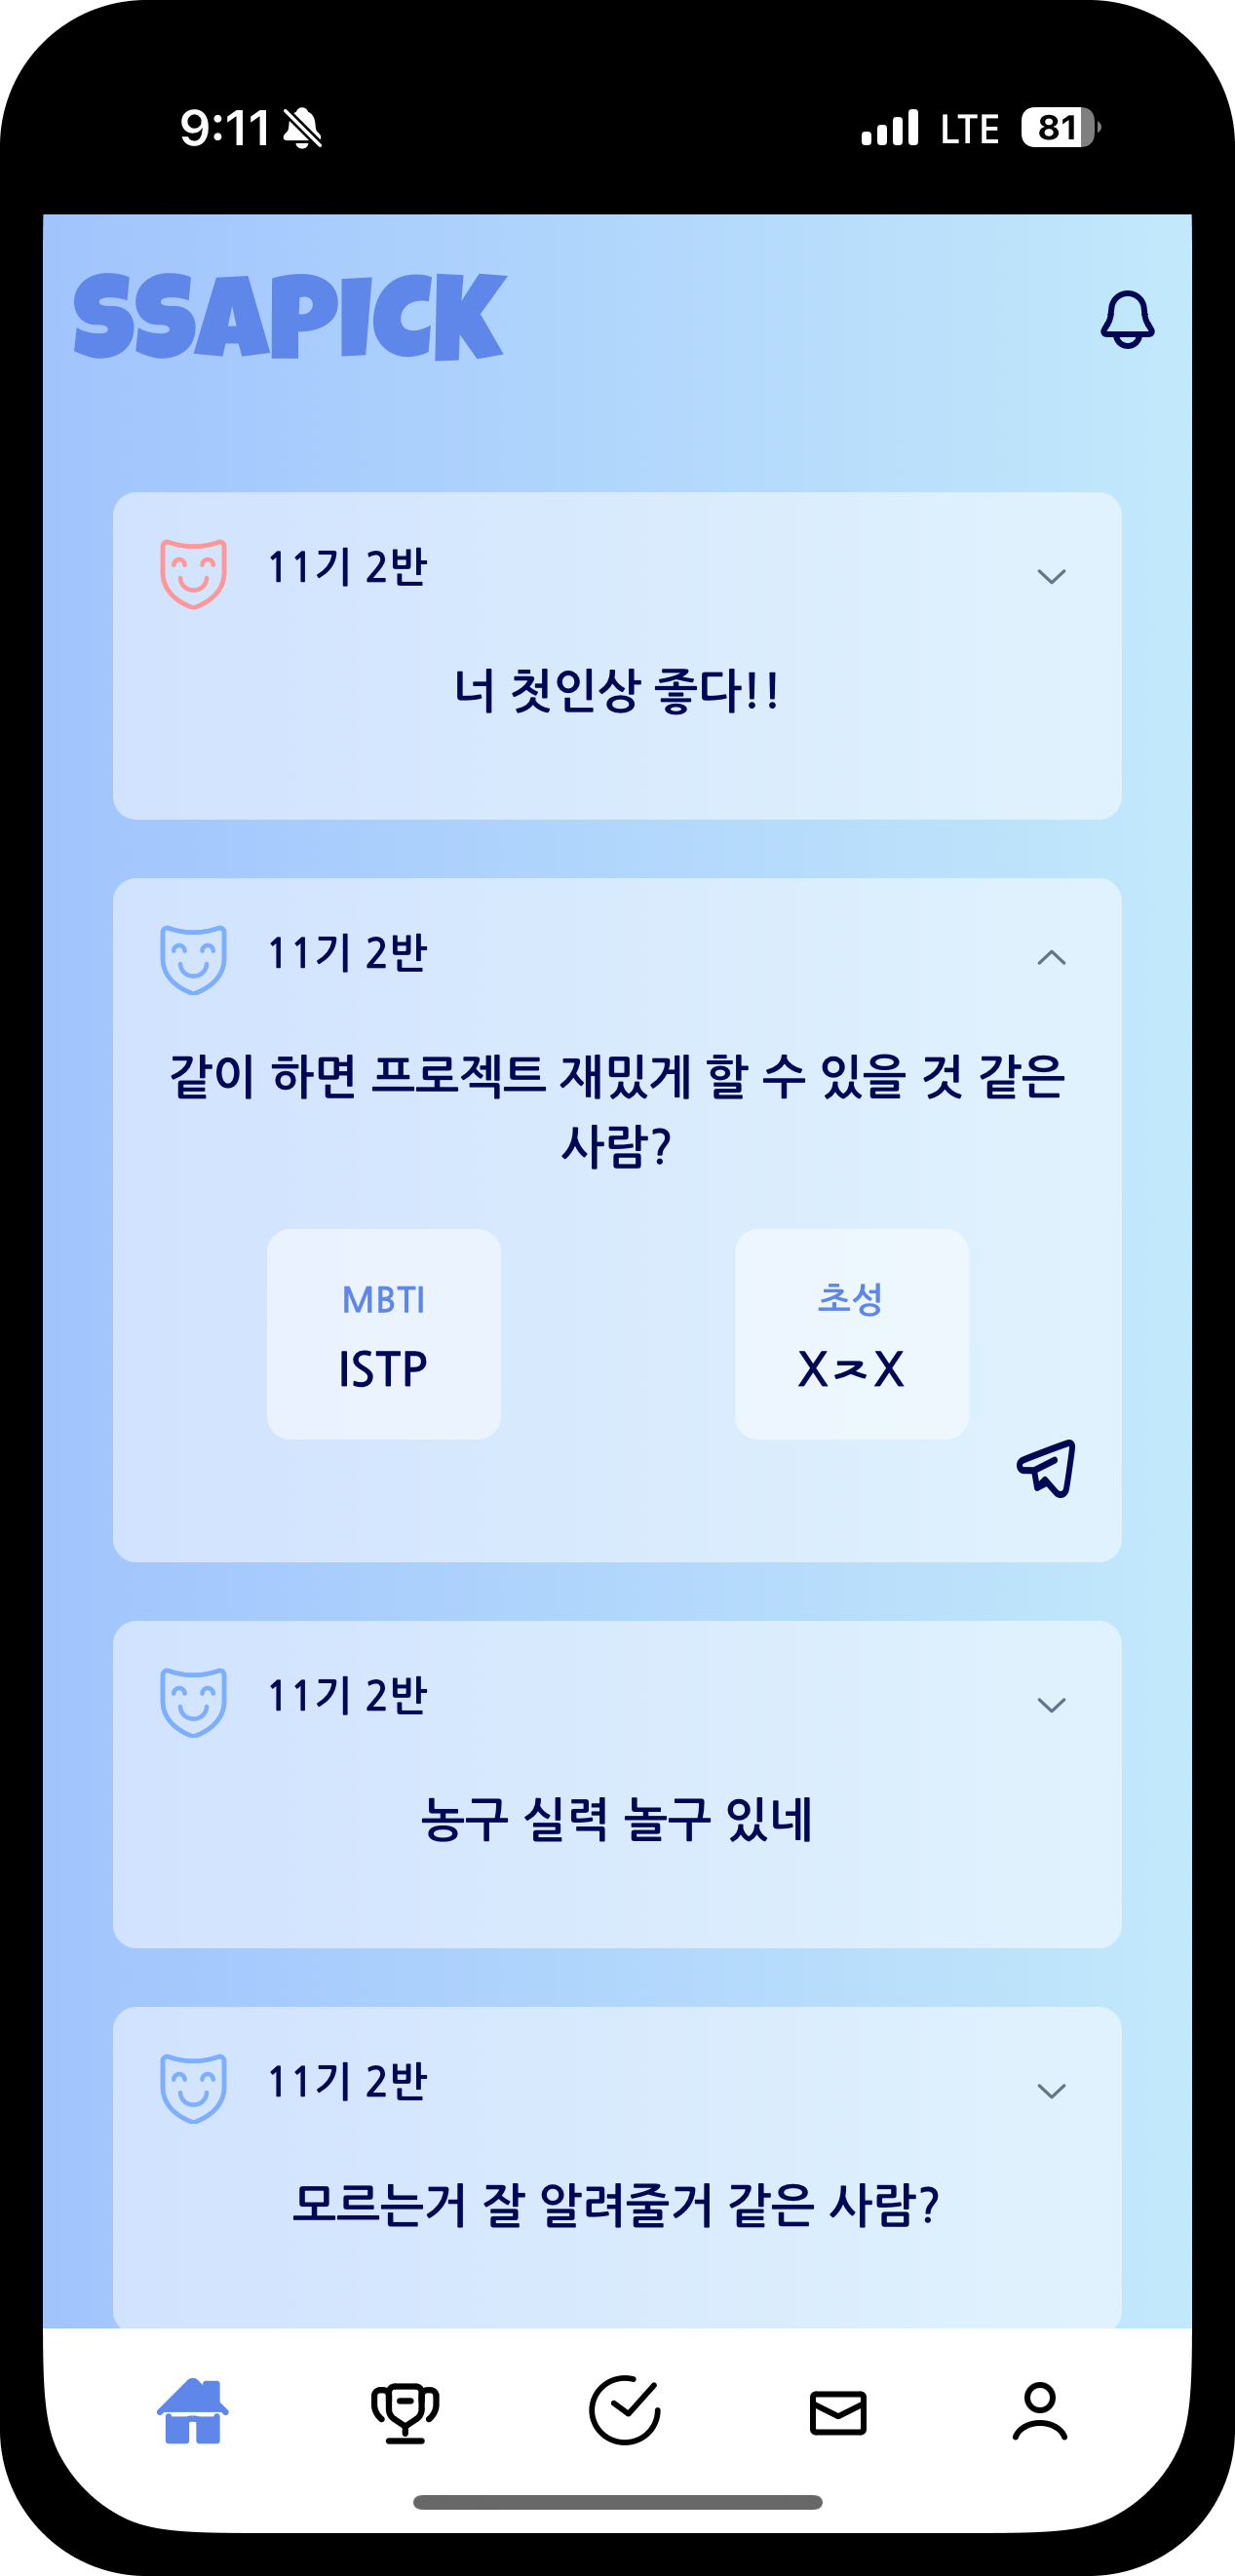 9:11
LTE
81
SSAPICK
11기 2반
너 첫인상 좋다!!
11기 2반
같이 하면 프로젝트 재밌게 할 수 있을 것 같은
사람?
MBTI
초성
ISTP
XㅈX
11기 2반
농구 실력 놀구 있네
11기 2반
모르는거 잘 알려줄거 같은 사람?